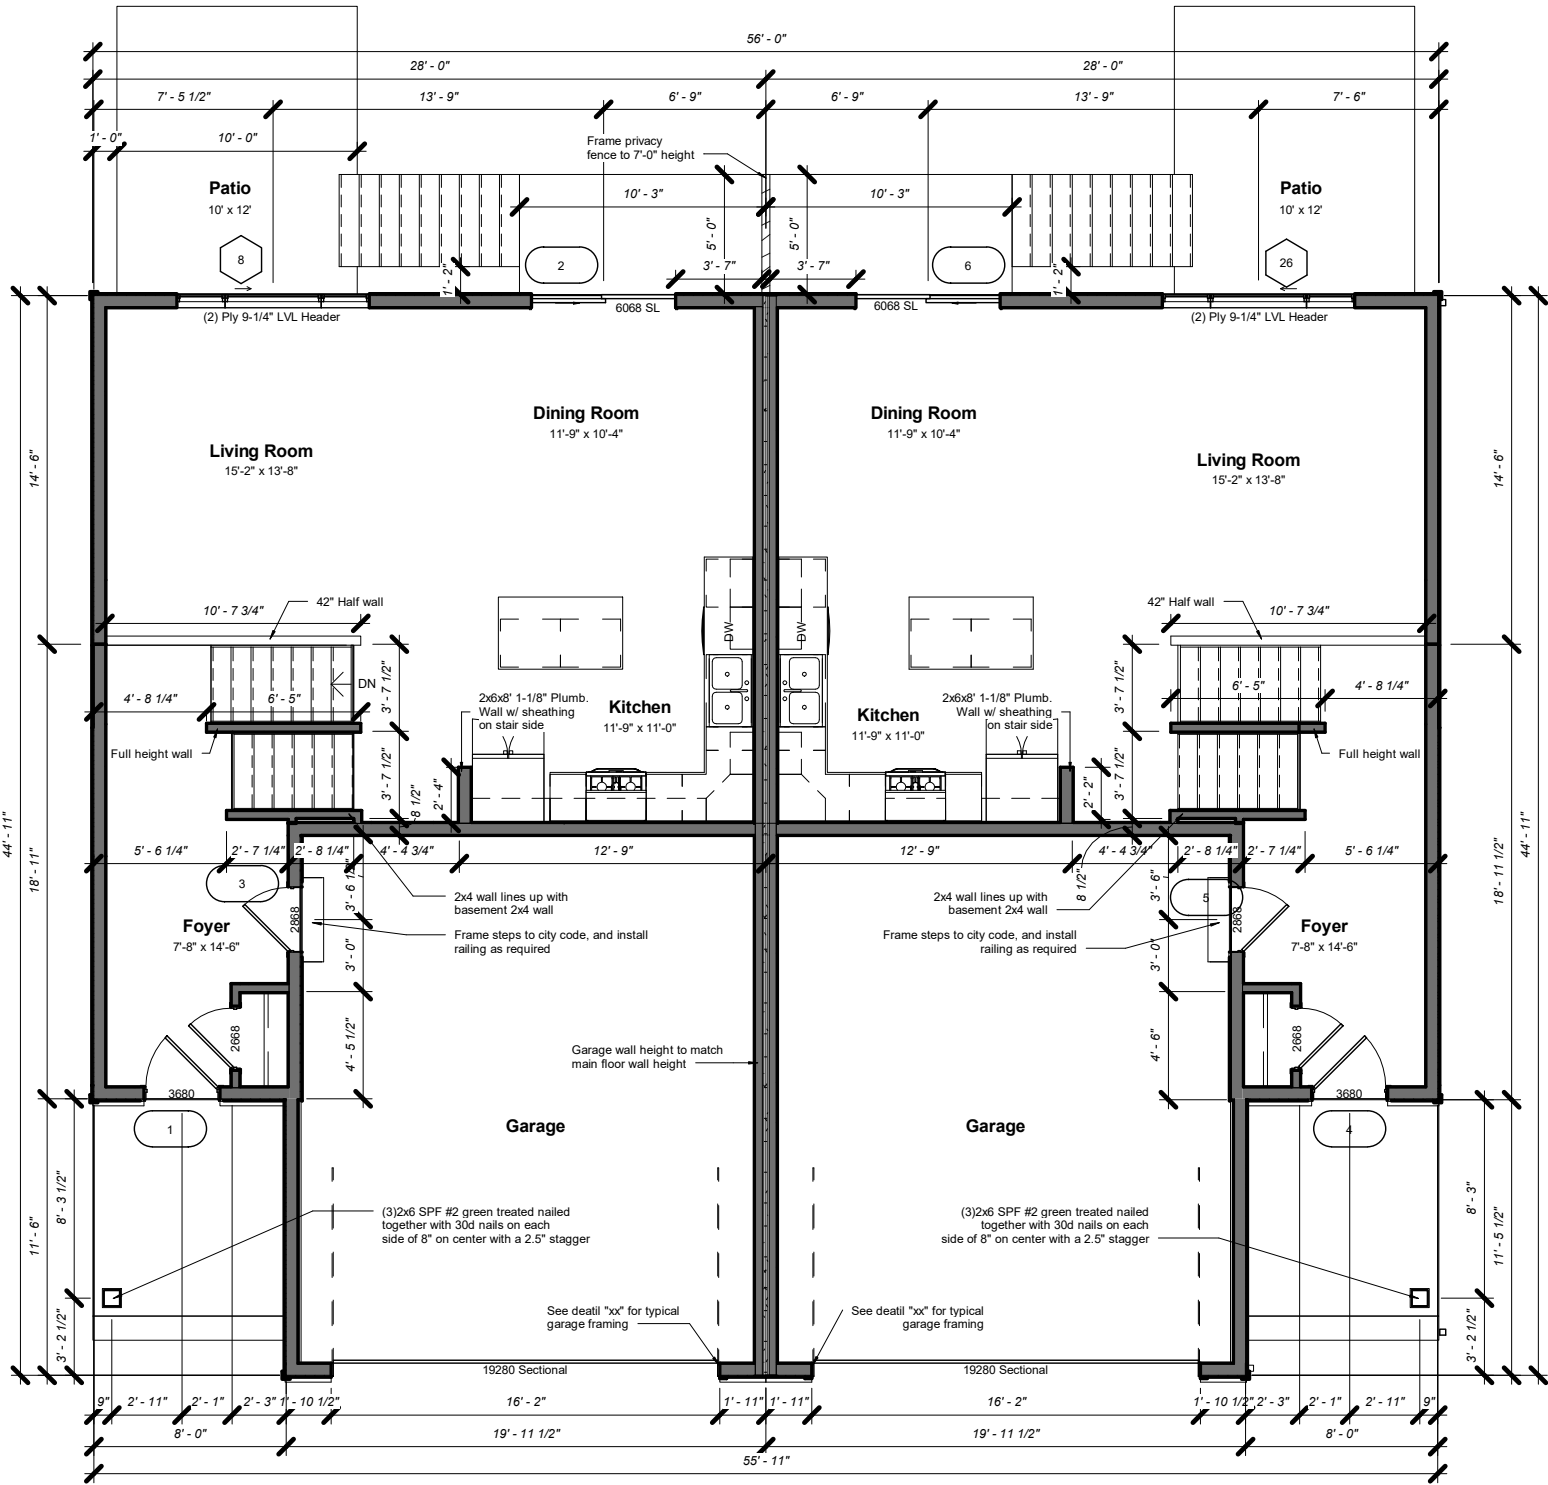 56' - 0"
28' - 0"
28' - 0"
7' - 5 1/2"
13' - 9"
6' - 9"
6' - 9"
13' - 9"
7' - 6"
1' - 0"
10' - 0"
Frame privacy
fence to 7'-0" height
Patio
10' x 12'
10' - 3"
10' - 3"
Patio
10' x 12'
5' - 0"
5' - 0"
8
2
3' - 7"
3' - 7"
6
26
1' - 2"
1' - 2"
(2) Ply 9-1/4" LVL Header
6068 SL
6068 SL
(2) Ply 9-1/4" LVL Header
Dining Room
11'-9" x 10'-4"
Dining Room
11'-9" x 10'-4"
Living Room
15'-2" x 13'-8"
Living Room
15'-2" x 13'-8"
14' - 6"
14' - 6"
10' - 7 3/4"
42" Half wall
42" Half wall
10' - 7 3/4"
DW
DW
4' - 8 1/4"
6' - 5"
DN
3' - 7 1/2"
2x6x8' 1-1/8" Plumb.
Wall w/ sheathing
on stair side
Kitchen
11'-9" x 11'-0"
Kitchen
11'-9" x 11'-0"
2x6x8' 1-1/8" Plumb.
Wall w/ sheathing
on stair side
3' - 7 1/2"
6' - 5"
4' - 8 1/4"
Full height wall
Full height wall
3' - 7 1/2"
8 1/2"
2' - 4"
2' - 2"
3' - 7 1/2"
44' - 11"
18' - 11"
18' - 11 1/2"
44' - 11"
5' - 6 1/4"
2' - 7 1/4"
2' - 8 1/4"
4' - 4 3/4"
12' - 9"
12' - 9"
4' - 4 3/4"
2' - 8 1/4"
2' - 7 1/4"
5' - 6 1/4"
3
3' - 6 1/2"
2x4 wall lines up with
basement 2x4 wall
2x4 wall lines up with
basement 2x4 wall
8 1/2"
3' - 6"
5
Foyer
7'-8" x 14'-6"
2868
Frame steps to city code, and install
railing as required
Frame steps to city code, and install
railing as required
2868
Foyer
7'-8" x 14'-6"
3' - 0"
3' - 0"
2668
4' - 5 1/2"
Garage wall height to match
main floor wall height
4' - 6"
2668
3680
3680
1
4
Garage
Garage
8' - 3 1/2"
11' - 6"
(3)2x6 SPF #2 green treated nailed
together with 30d nails on each
side of 8" on center with a 2.5" stagger
(3)2x6 SPF #2 green treated nailed
together with 30d nails on each
side of 8" on center with a 2.5" stagger
8' - 3"
11' - 5 1/2"
3' - 2 1/2"
See deatil "xx" for typical
garage framing
See deatil "xx" for typical
garage framing
3' - 2 1/2"
19280 Sectional
19280 Sectional
9"
2' - 11"
2' - 1"
2' - 3"
1' - 10 1/2"
16' - 2"
1' - 11"
1' - 11"
16' - 2"
1' - 10 1/2"
2' - 3"
2' - 1"
2' - 11"
9"
8' - 0"
19' - 11 1/2"
19' - 11 1/2"
8' - 0"
55' - 11"